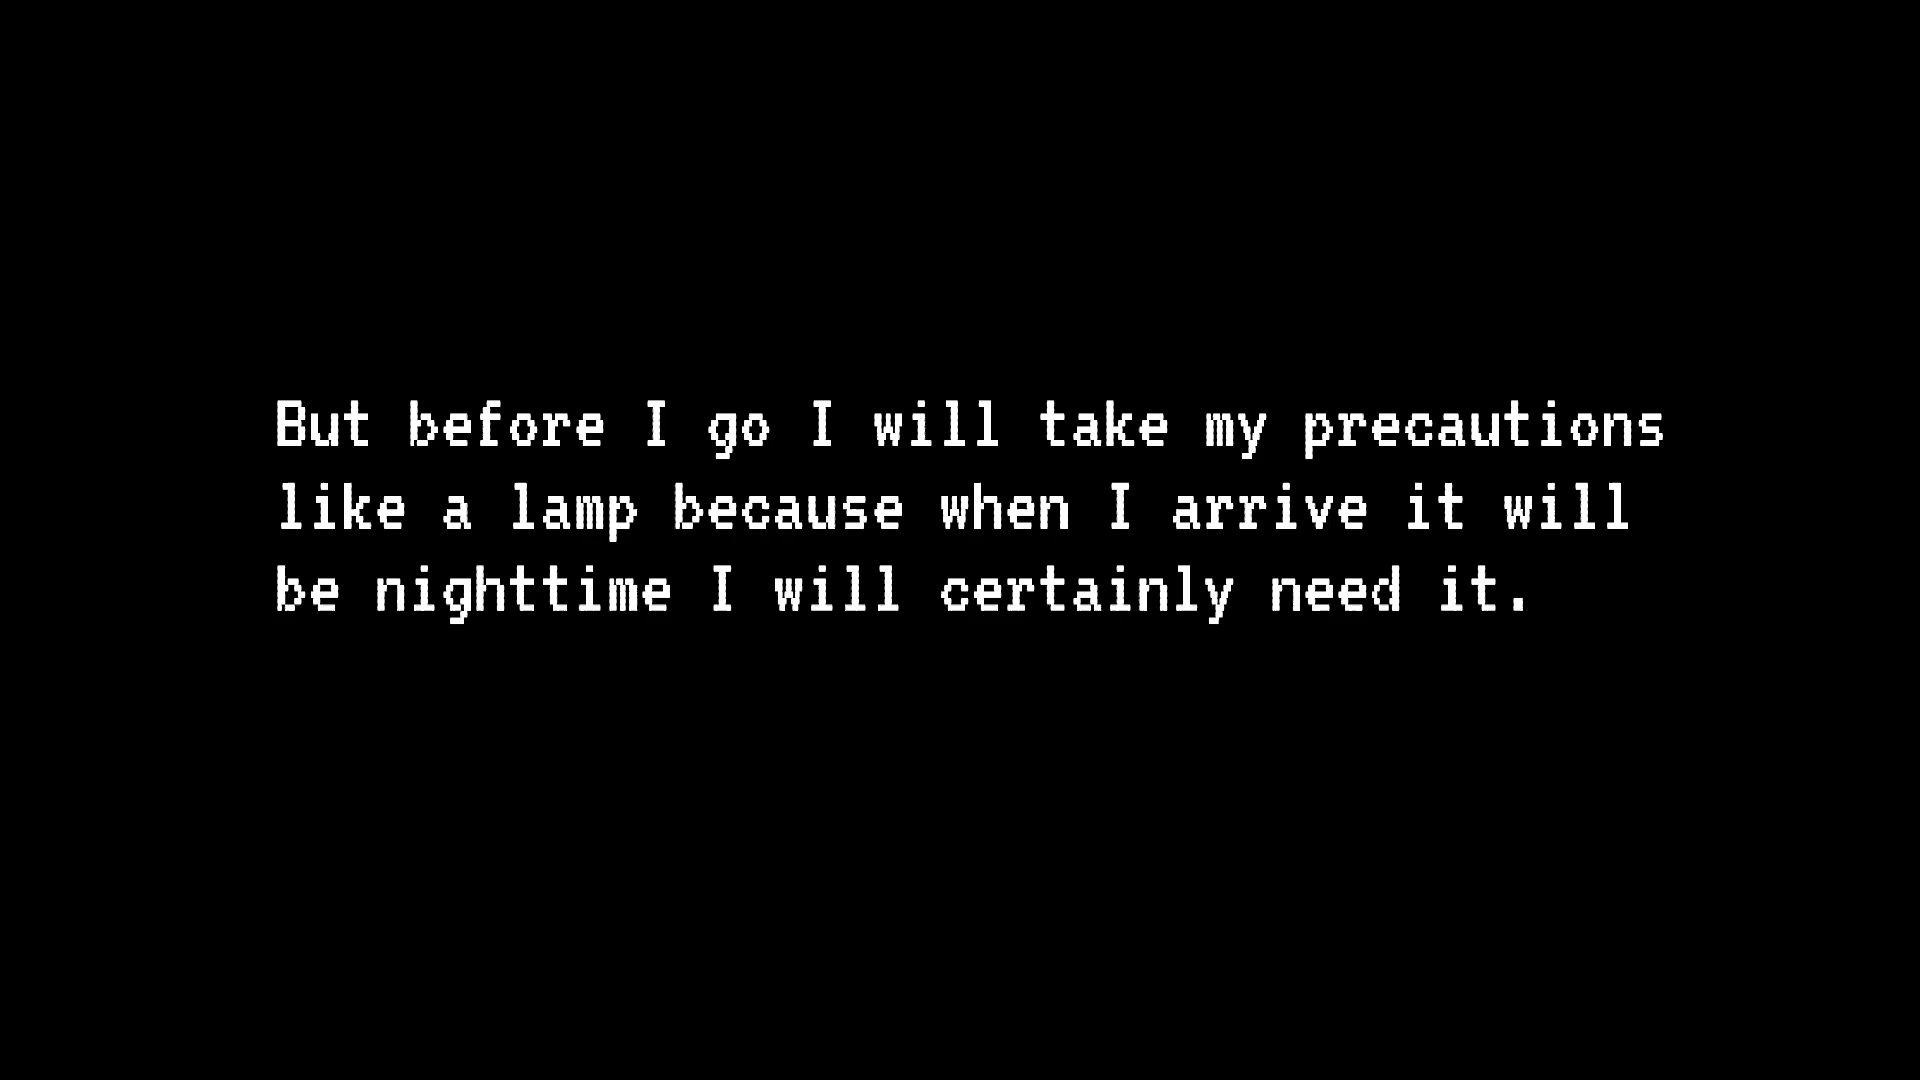 But before I go I will take my precautions
like a lamp because when I arrive it will
be nighttime I will certainly need it.